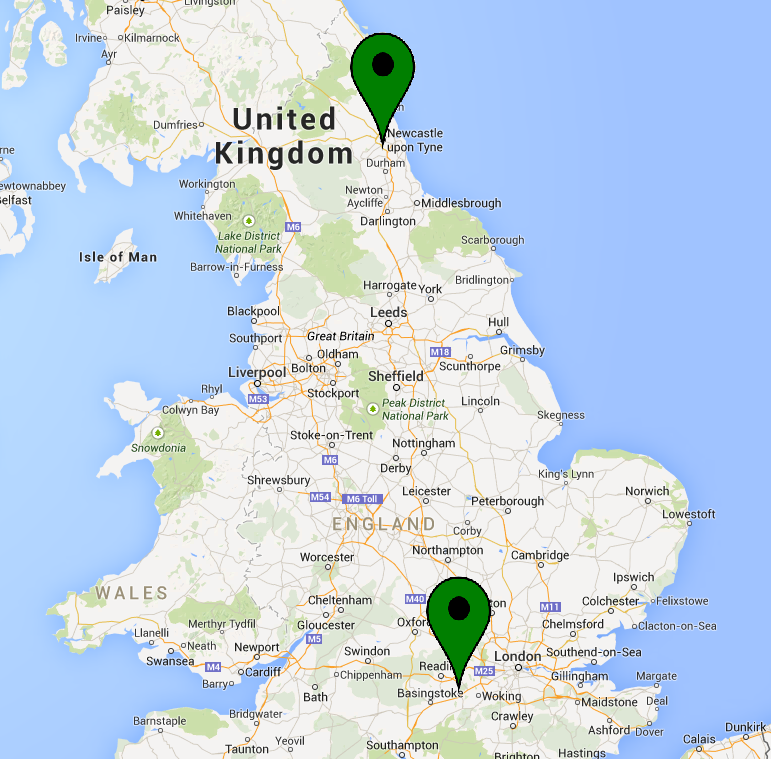 Livingston
Paisley
Irvine
Kilmarnock
Ayr
Dumfries
United
Kingdom
Newcastle
upon Tyne
Durham
Workington
Newton
Aycliffe
Middlesbrough
Whitehaven
Darlington
M6
Lake District
National Park
Scarborough
Isle of Man
Barrow-in-Furness
Bridlington
Harrogate
York
Blackpool
Leeds
Hull
Great Britain
Southport
M18
Grimsby
Oldham
Bolton
Scunthorpe
Liverpool
Sheffield
Rhyl
Stockport
M53
Colwyn Bay
Peak District
National Park
Lincoln
Skegness
Snowdonia
Stoke-on-Trent
Nottingham
M6
Derby
King's Lynn
Shrewsbury
M54
M6 Toll
Leicester
Peterborough
Norwich
Lowestoft
ENGLAND
Corby
Worcester
Northampton
Cambridge
Ipswich
WALES
Cheltenham
M40
M11
Colchester
Felixstowe
Merthyr Tydfil
Gloucester
Chelmsford
Clacton-on-Sea
Llanelli
M5
Neath
Newport
Swindon
London
Southend-on-Sea
Swansea
M4
Cardiff
Chippenham
M25
Gillingham
Margate
Barry
Bath
Basingstoke
Woking
Maidstone
Deal
Barnstaple
Bridgwater
Crawley
Ashford
Dover
Dunkirk
Taunton
Yeovil
Southampton
Brighton
Hastings
Calais